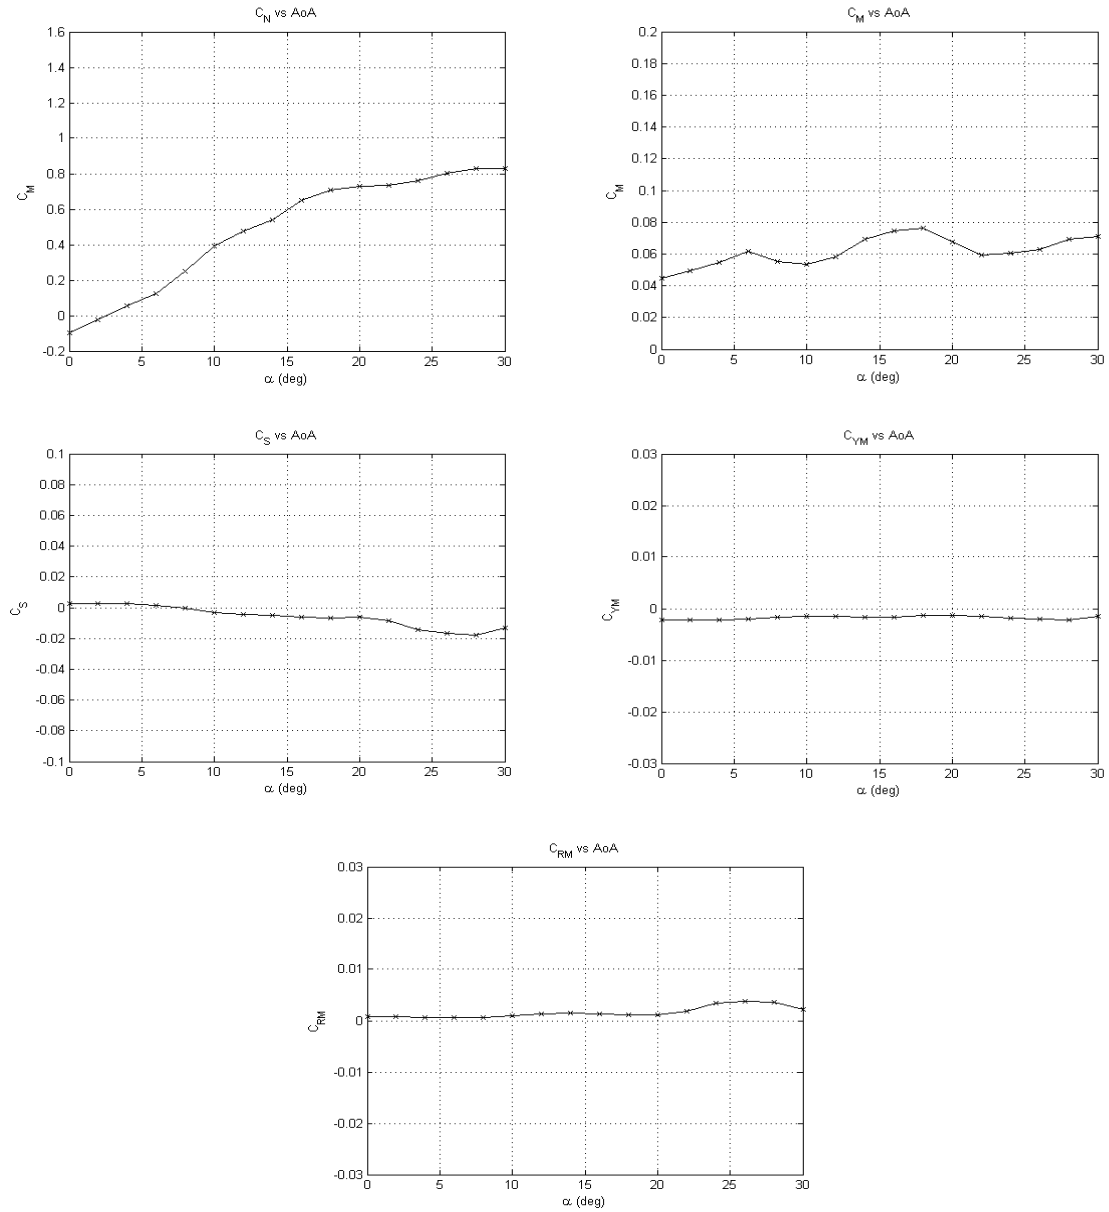 C_N vs AoA
1.6
1.4
1.2
1
0.8
0.6
0.4
0.2
0
-0.2
C_M
0 5 10 15 20 25 30
α (deg)
C_M vs AoA
0.2
0.18
0.16
0.14
0.12
0.1
0.08
0.06
0.04
0.02
0
C_M
0 5 10 15 20 25 30
α (deg)
C_S vs AoA
0.1
0.08
0.06
0.04
0.02
0
-0.02
-0.04
-0.06
-0.08
-0.1
C_S
0 5 10 15 20 25 30
α (deg)
C_YM vs AoA
0.03
0.02
0.01
0
-0.01
-0.02
-0.03
C_YM
0 5 10 15 20 25 30
α (deg)
C_RM vs AoA
0.03
0.02
0.01
0
-0.01
-0.02
-0.03
C_RM
0 5 10 15 20 25 30
α (deg)